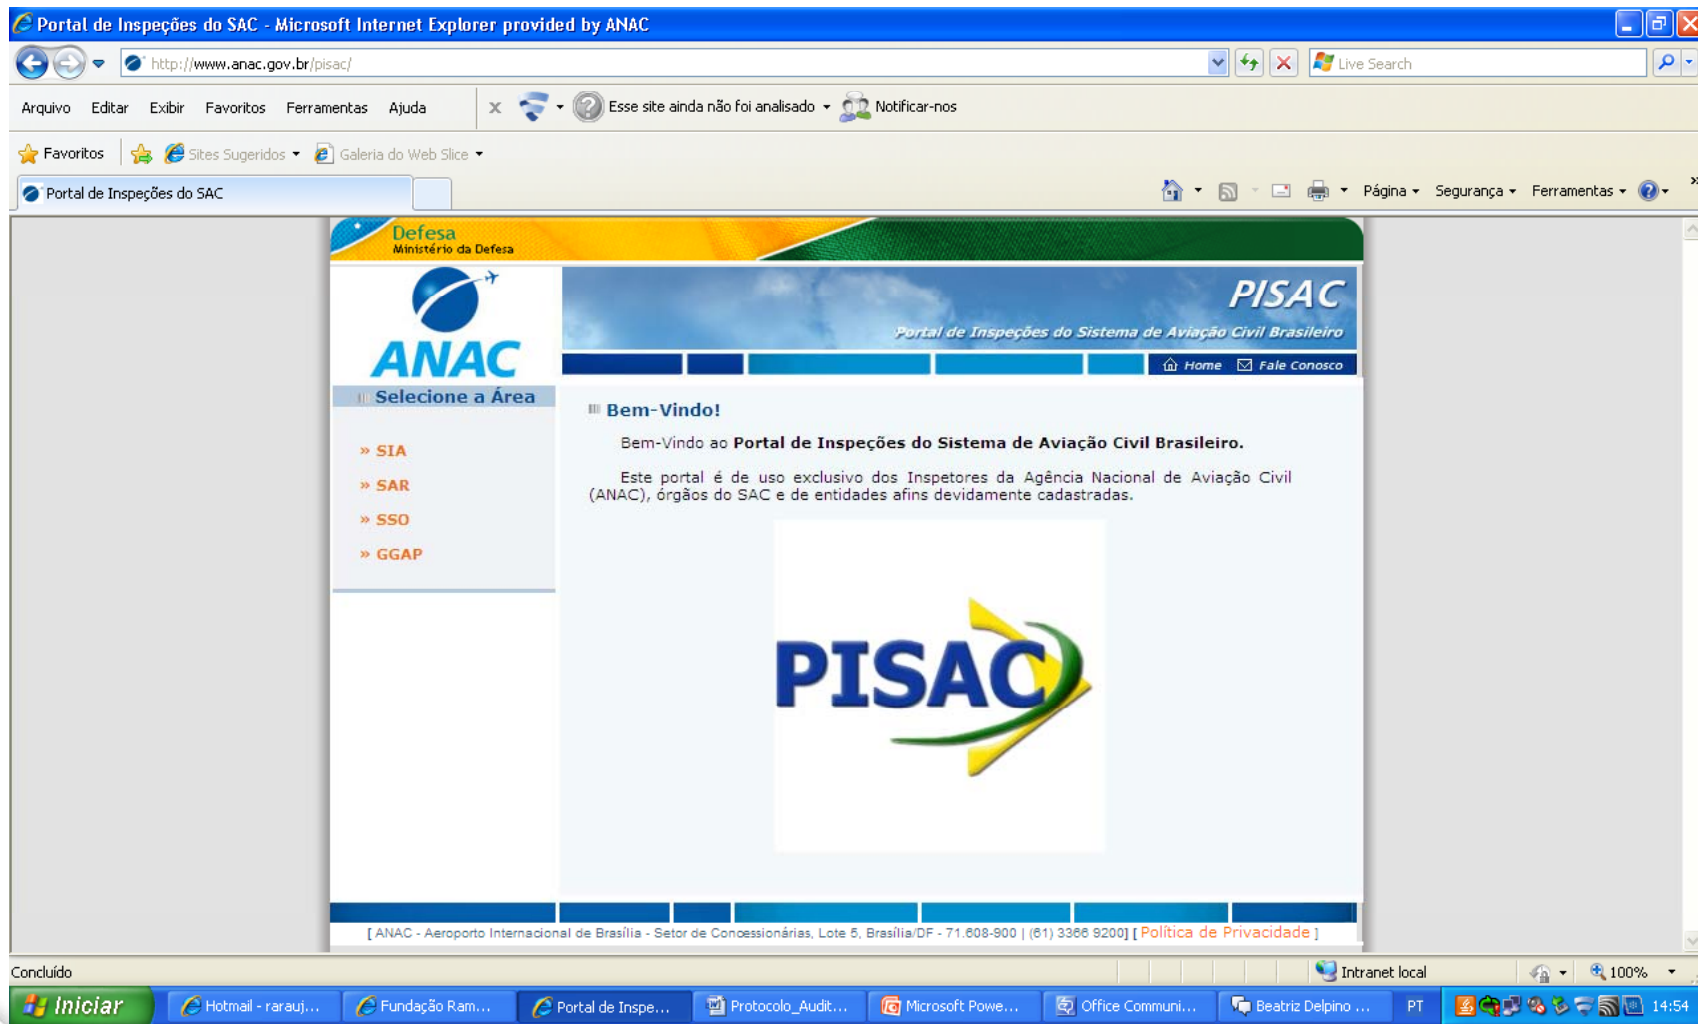 Portal de Inspeções do SAC - Microsoft Internet Explorer provided by ANAC
http://www.anac.gov.br/pisac/
Live Search
Arquivo Editar Exibir Favoritos Ferramentas Ajuda
x
Esse site ainda não foi analisado
Notificar-nos
Favoritos
Sites Sugeridos
Galeria do Web Slice
Portal de Inspeções do SAC
Página
Segurança
Ferramentas
»
Defesa
Ministério da Defesa
ANAC
PISAC
Portal de Inspeções do Sistema de Aviação Civil Brasileiro
Home Fale Conosco
Selecione a Área
» SIA
» SAR
» SSO
» GGAP
Bem-Vindo!
Bem-Vindo ao Portal de Inspeções do Sistema de Aviação Civil Brasileiro.
Este portal é de uso exclusivo dos Inspetores da Agência Nacional de Aviação Civil
(ANAC), órgãos do SAC e de entidades afins devidamente cadastradas.
PISAC
[ ANAC - Aeroporto Internacional de Brasília - Setor de Concessionárias, Lote 5, Brasília/DF - 71.608-900 | (61) 3366 9200] [ Política de Privacidade ]
Concluído
Intranet local
100%
Iniciar
Hotmail - rarauj...
Fundação Ram...
Portal de Inspe...
Protocolo_Audit...
Microsoft Powe...
Office Communi...
Beatriz Delpino ...
PT
14:54